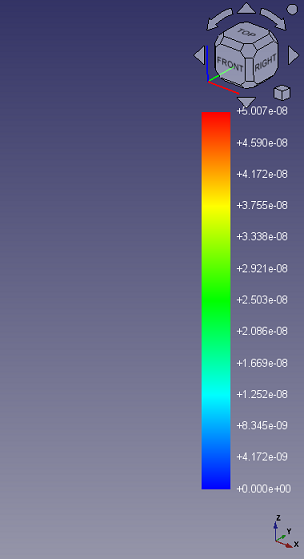 TOP
FRONT
RIGHT
+5.007e-08
+4.590e-08
+4.172e-08
+3.755e-08
+3.338e-08
+2.921e-08
+2.503e-08
+2.086e-08
+1.669e-08
+1.252e-08
+8.345e-09
+4.172e-09
+0.000e+00
Z
Y
X